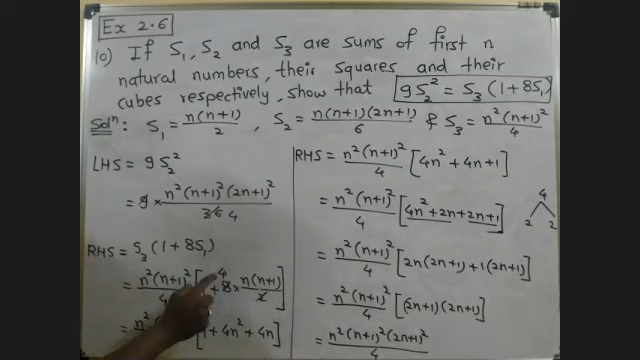 Ex 2.6
10) If S₁, S₂ and S₃ are sums of first n
natural numbers, their squares and their
cubes respectively, show that 9S₂² = S₃(1+8S₁)
Solⁿ: S₁ = n(n+1)/2 , S₂ = n(n+1)(2n+1)/6 & S₃ = n²(n+1)²/4
LHS = 9S₂²
= 9 × n²(n+1)²(2n+1)²/36 4
RHS = S₃(1+8S₁)
= n²(n+1)²/4 [ + 8 4 × n(n+1)/2]
= n² [1 + 4n² + 4n]
RHS = n²(n+1)²/4 [4n² + 4n + 1]
= n²(n+1)²/4 [4n² + 2n + 2n + 1]
4
2 2
= n²(n+1)²/4 [2n(2n+1) + 1(2n+1)]
= n²(n+1)²/4 [(2n+1)(2n+1)]
= n²(n+1)²(2n+1)²/4